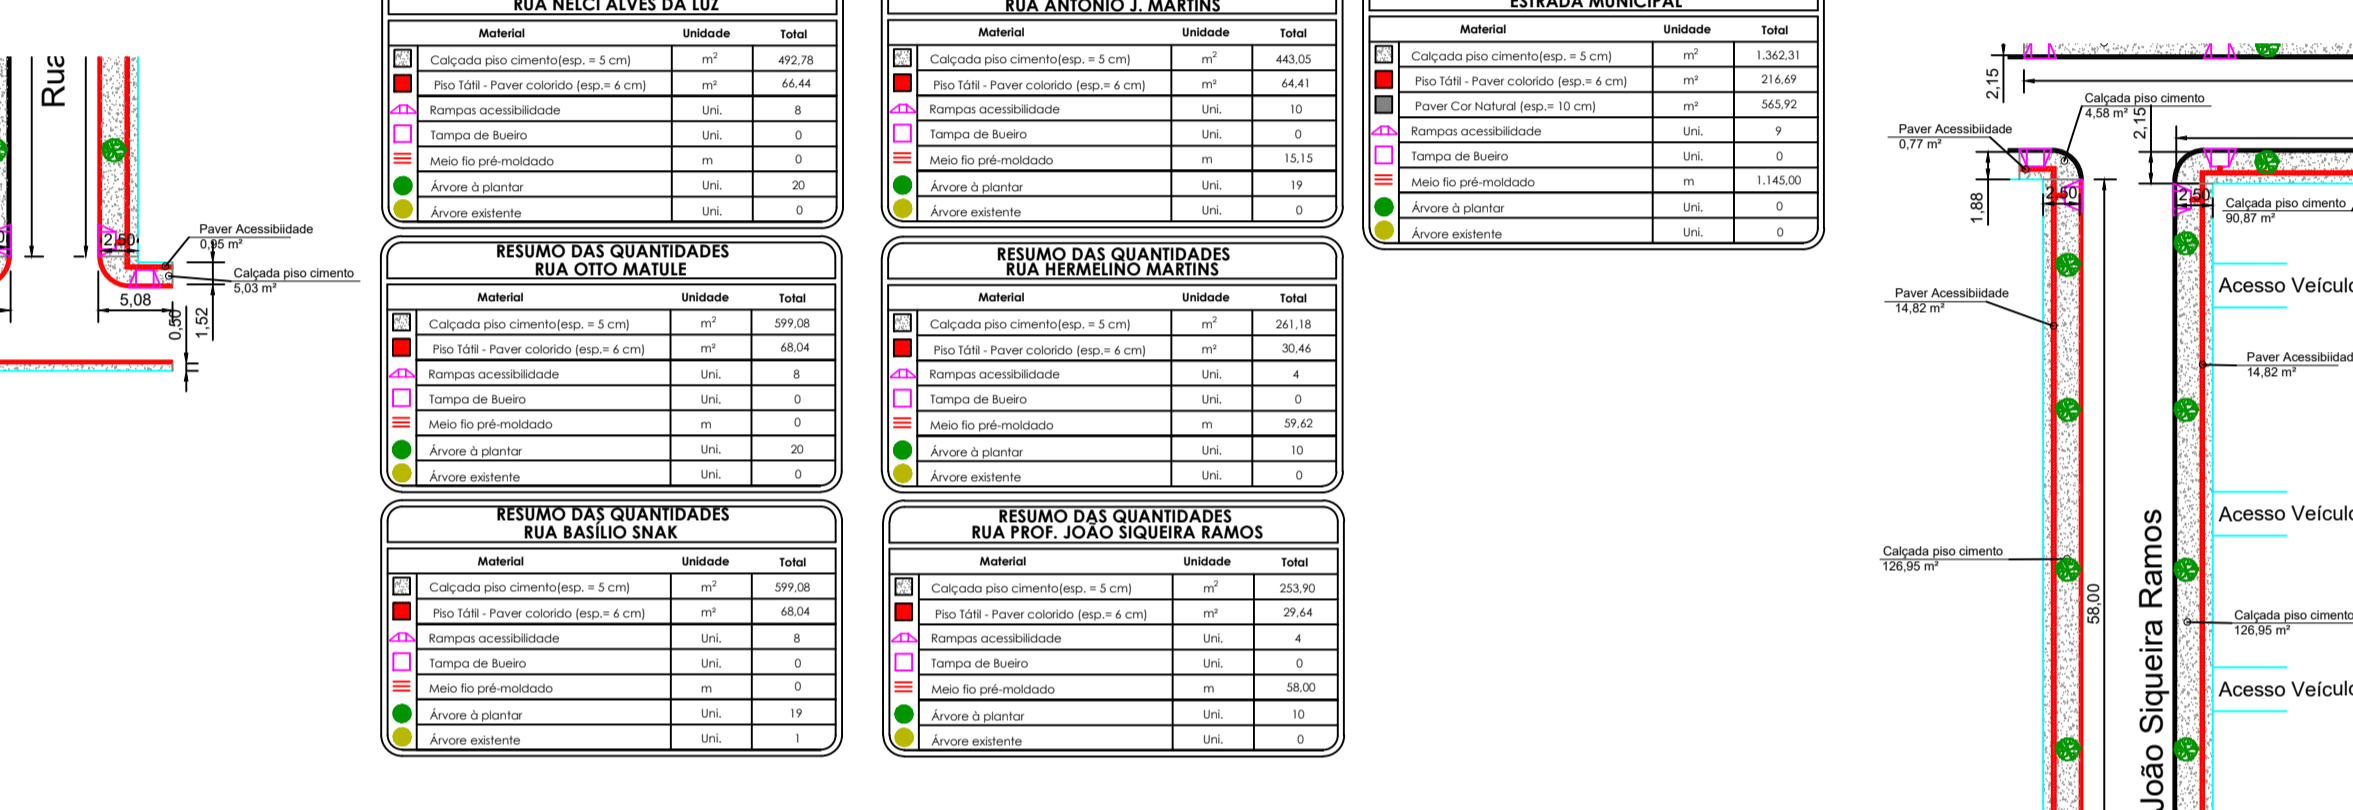 Rua
2,50
Paver Acessibiidade
0,95 m²
Calçada piso cimento
5,03 m²
5,08
0,50
1,52
RUA NELCI ALVES DA LUZ
Material Unidade Total
Calçada piso cimento(esp. = 5 cm) m² 492,78
Piso Tátil - Paver colorido (esp.= 6 cm) m² 66,44
Rampas acessibilidade Uni. 8
Tampa de Bueiro Uni. 0
Meio fio pré-moldado m 0
Árvore à plantar Uni. 20
Árvore existente Uni. 0
RESUMO DAS QUANTIDADES
RUA OTTO MATULE
Material Unidade Total
Calçada piso cimento(esp. = 5 cm) m² 599,08
Piso Tátil - Paver colorido (esp.= 6 cm) m² 68,04
Rampas acessibilidade Uni. 8
Tampa de Bueiro Uni. 0
Meio fio pré-moldado m 0
Árvore à plantar Uni. 20
Árvore existente Uni. 0
RESUMO DAS QUANTIDADES
RUA BASÍLIO SNAK
Material Unidade Total
Calçada piso cimento(esp. = 5 cm) m² 599,08
Piso Tátil - Paver colorido (esp.= 6 cm) m² 68,04
Rampas acessibilidade Uni. 8
Tampa de Bueiro Uni. 0
Meio fio pré-moldado m 0
Árvore à plantar Uni. 19
Árvore existente Uni. 1
RUA ANTONIO J. MARTINS
Material Unidade Total
Calçada piso cimento(esp. = 5 cm) m² 443,05
Piso Tátil - Paver colorido (esp.= 6 cm) m² 64,41
Rampas acessibilidade Uni. 10
Tampa de Bueiro Uni. 0
Meio fio pré-moldado m 15,15
Árvore à plantar Uni. 19
Árvore existente Uni. 0
RESUMO DAS QUANTIDADES
RUA HERMELINO MARTINS
Material Unidade Total
Calçada piso cimento(esp. = 5 cm) m² 261,18
Piso Tátil - Paver colorido (esp.= 6 cm) m² 30,46
Rampas acessibilidade Uni. 4
Tampa de Bueiro Uni. 0
Meio fio pré-moldado m 59,62
Árvore à plantar Uni. 10
Árvore existente Uni. 0
RESUMO DAS QUANTIDADES
RUA PROF. JOÃO SIQUEIRA RAMOS
Material Unidade Total
Calçada piso cimento(esp. = 5 cm) m² 253,90
Piso Tátil - Paver colorido (esp.= 6 cm) m² 29,64
Rampas acessibilidade Uni. 4
Tampa de Bueiro Uni. 0
Meio fio pré-moldado m 58,00
Árvore à plantar Uni. 10
Árvore existente Uni. 0
ESTRADA MUNICIPAL
Material Unidade Total
Calçada piso cimento(esp. = 5 cm) m² 1.362,31
Piso Tátil - Paver colorido (esp.= 6 cm) m² 216,69
Paver Cor Natural (esp.= 10 cm) m² 565,92
Rampas acessibilidade Uni. 9
Tampa de Bueiro Uni. 0
Meio fio pré-moldado m 1.145,00
Árvore à plantar Uni. 0
Árvore existente Uni. 0
2,15
Calçada piso cimento
4,58 m²
2,15
Paver Acessibiidade
0,77 m²
1,88
2,50
2,50
Calçada piso cimento
90,87 m²
Acesso Veícul
Paver Acessibiidade
14,82 m²
Paver Acessibiidad
14,82 m²
Acesso Veícul
Calçada piso cimento
126,95 m²
58,00
João Siqueira Ramos
Calçada piso cimento
126,95 m²
Acesso Veícul